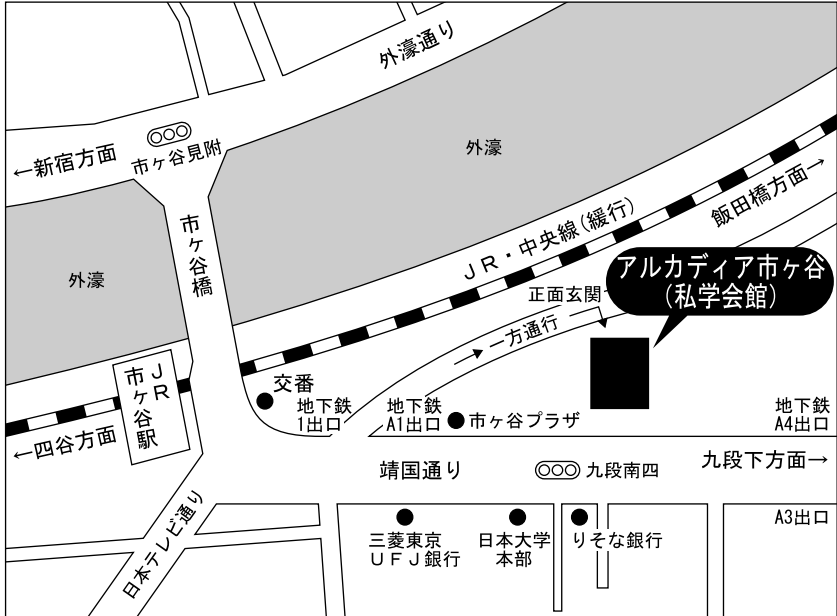 外濠通り
←新宿方面
市ヶ谷見附
外濠
市ヶ谷橋
飯田橋方面→
JR・中央線(緩行)
アルカディア市ヶ谷
(私学会館)
外濠
正面玄関
→一方通行
JR
市ヶ谷駅
交番
地下鉄
1出口
地下鉄
A1出口
市ヶ谷プラザ
地下鉄
A4出口
←四谷方面
靖国通り
九段南四
九段下方面→
日本テレビ通り
三菱東京
UFJ銀行
日本大学
本部
りそな銀行
A3出口